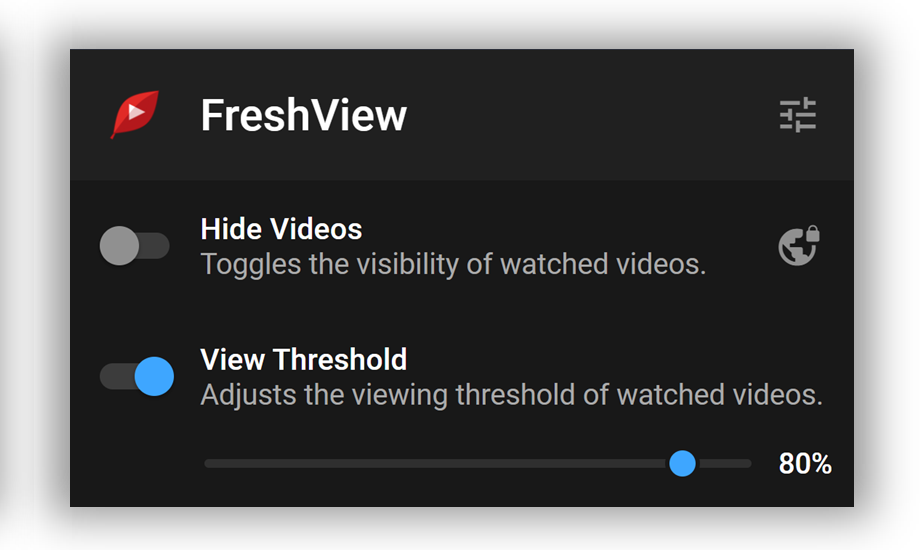 FreshView
Hide Videos
Toggles the visibility of watched videos.
View Threshold
Adjusts the viewing threshold of watched videos.
80%